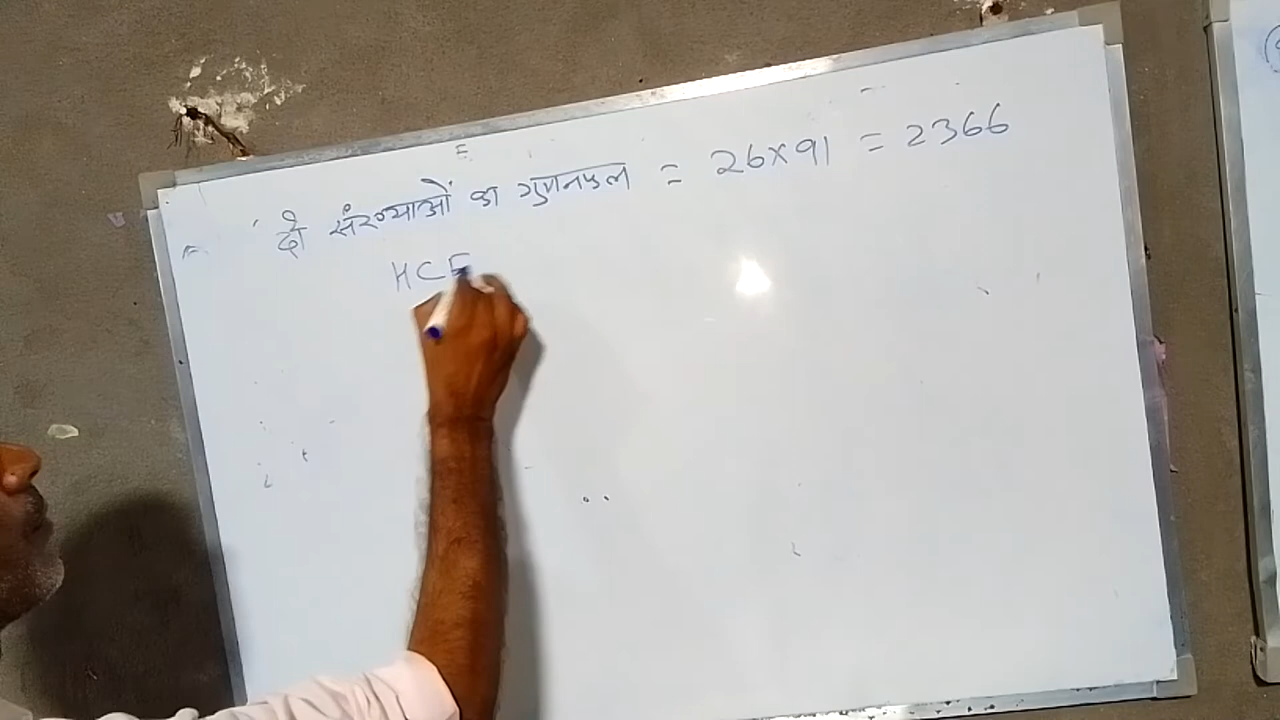 दो संख्याओं का गुणनफल = 26×91 = 2366
HCF